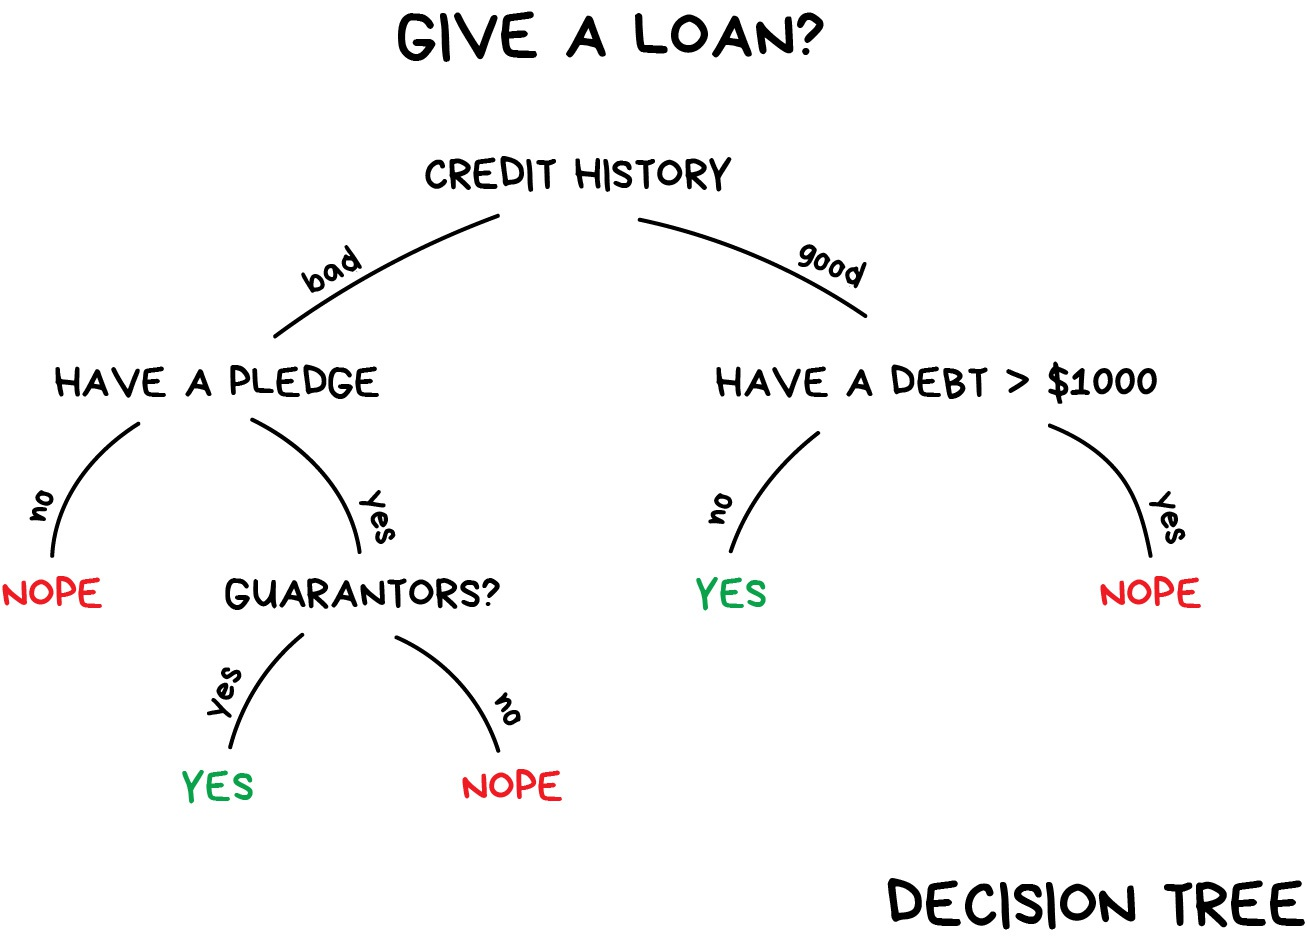 GIVE A LOAN?
CREDIT HISTORY
bad
good
HAVE A PLEDGE
HAVE A DEBT > $1000
no
yes
no
yes
NOPE
GUARANTORS?
YES
NOPE
yes
no
YES
NOPE
DECISION TREE